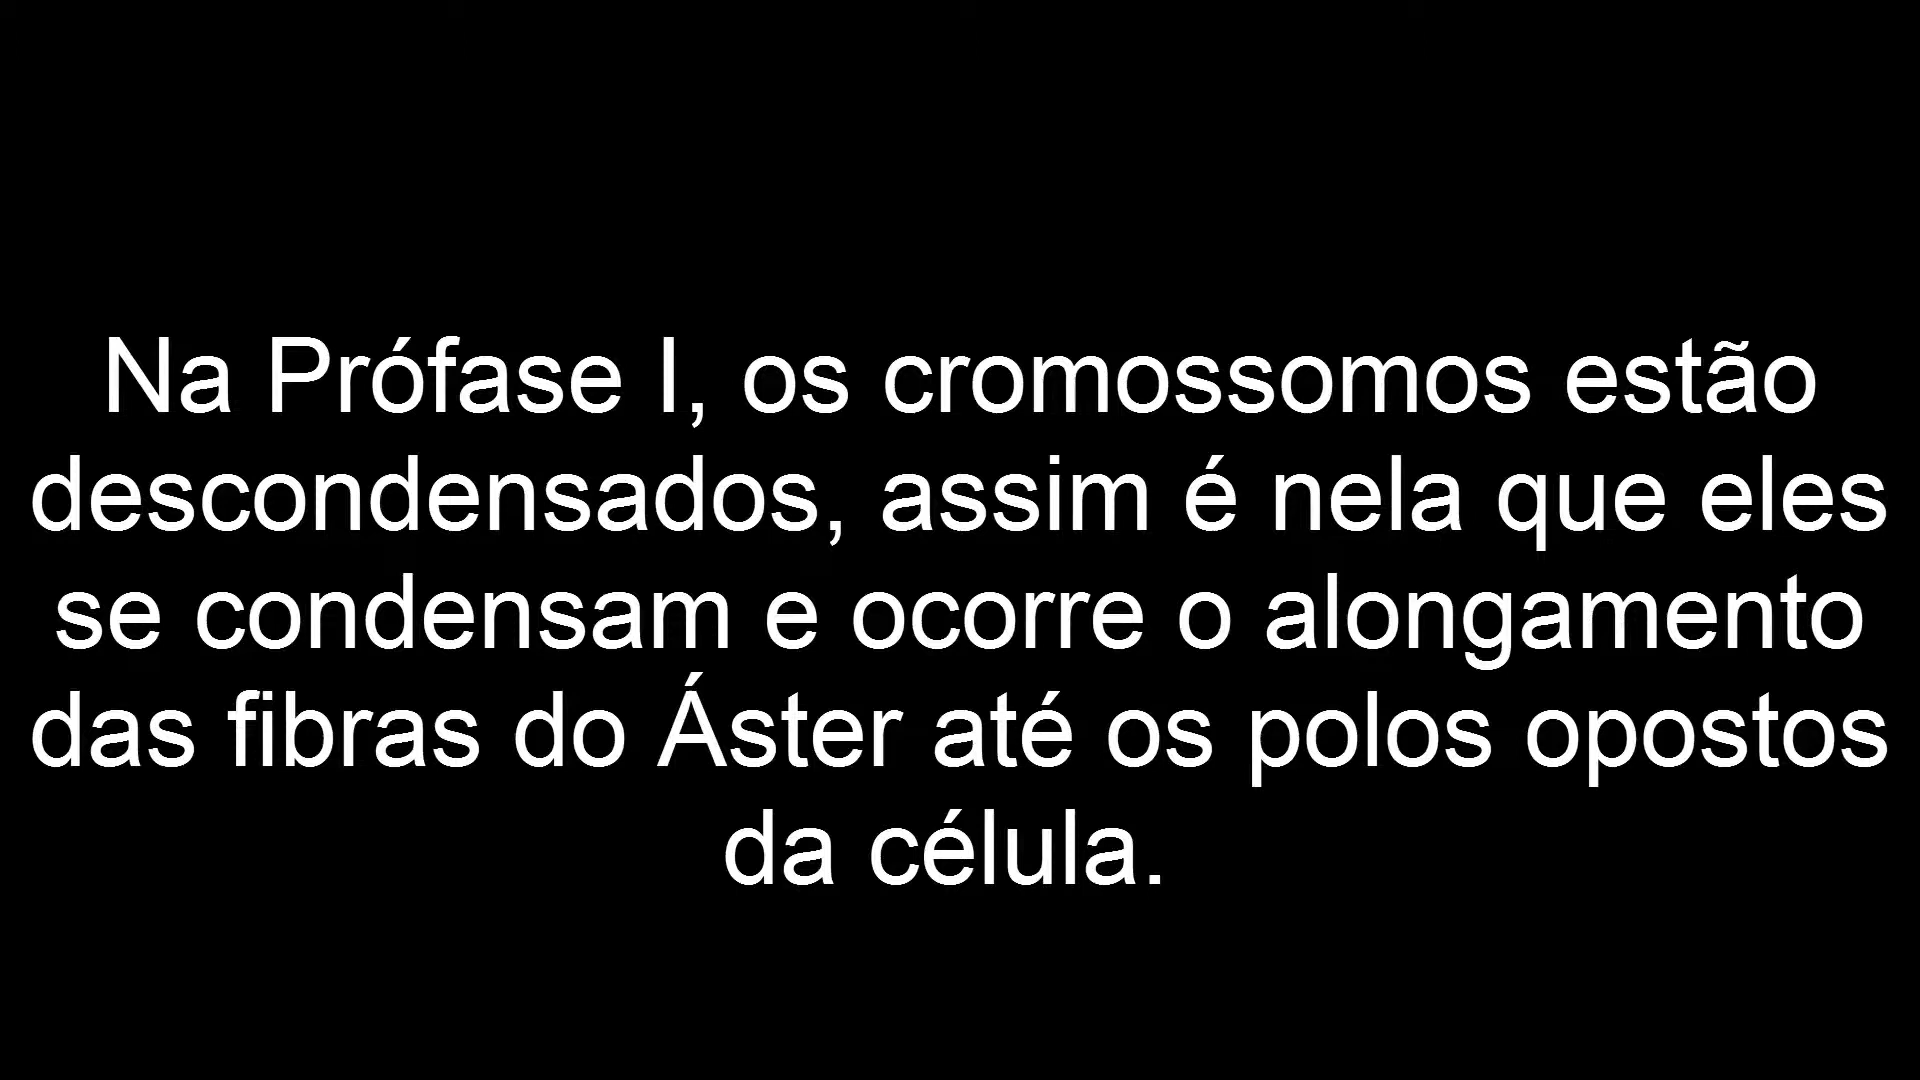 Na Prófase I, os cromossomos estão
descondensados, assim é nela que eles
se condensam e ocorre o alongamento
das fibras do Áster até os polos opostos
da célula.